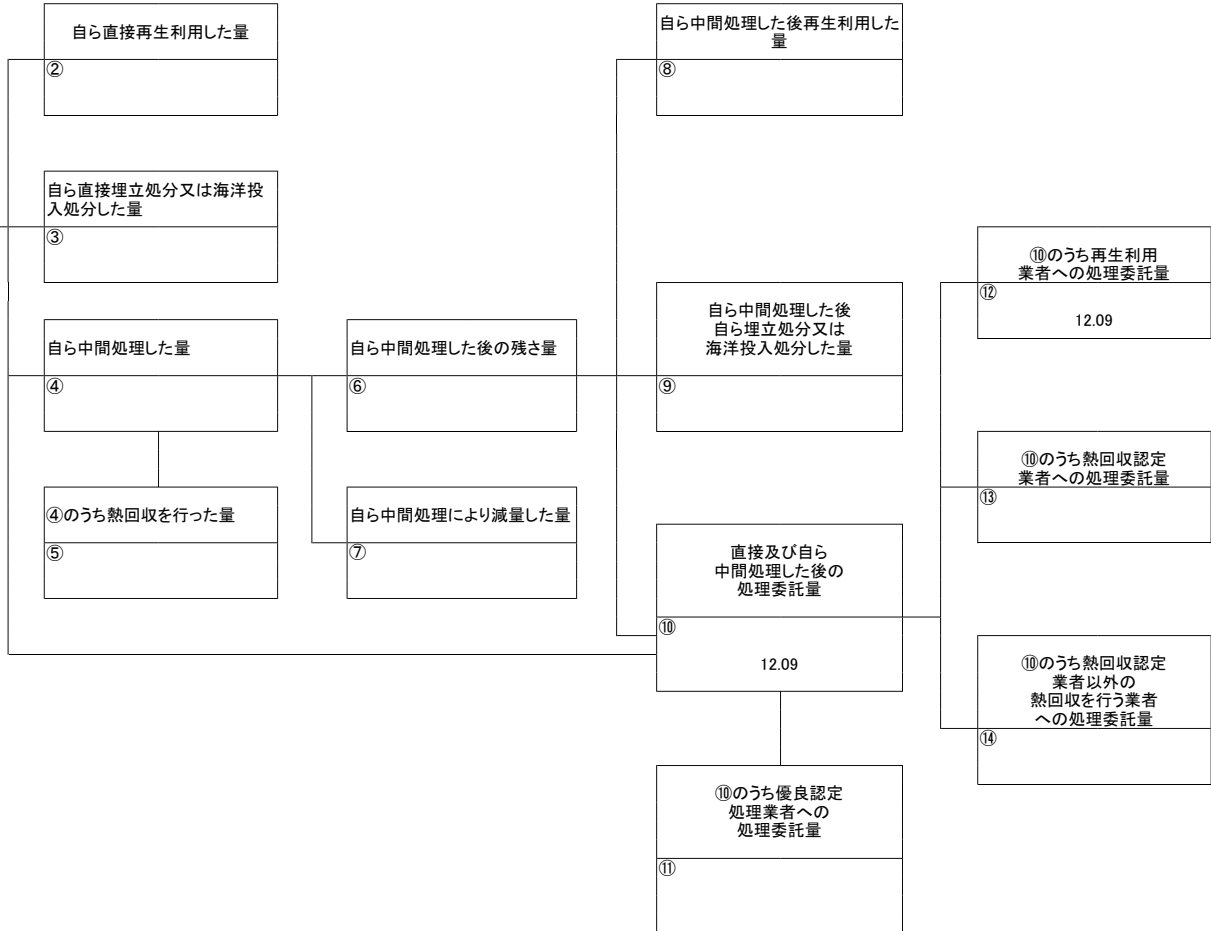 自ら直接再生利用した量
②
自ら直接埋立処分又は海洋投
入処分した量
③
自ら中間処理した量
④
④のうち熱回収を行った量
⑤
自ら中間処理した後の残さ量
⑥
自ら中間処理により減量した量
⑦
自ら中間処理した後再生利用した
量
⑧
自ら中間処理した後
自ら埋立処分又は
海洋投入処分した量
⑨
直接及び自ら
中間処理した後の
処理委託量
⑩
12.09
⑩のうち優良認定
処理業者への
処理委託量
⑪
⑩のうち再生利用
業者への処理委託量
⑫
12.09
⑩のうち熱回収認定
業者への処理委託量
⑬
⑩のうち熱回収認定
業者以外の
熱回収を行う業者
への処理委託量
⑭